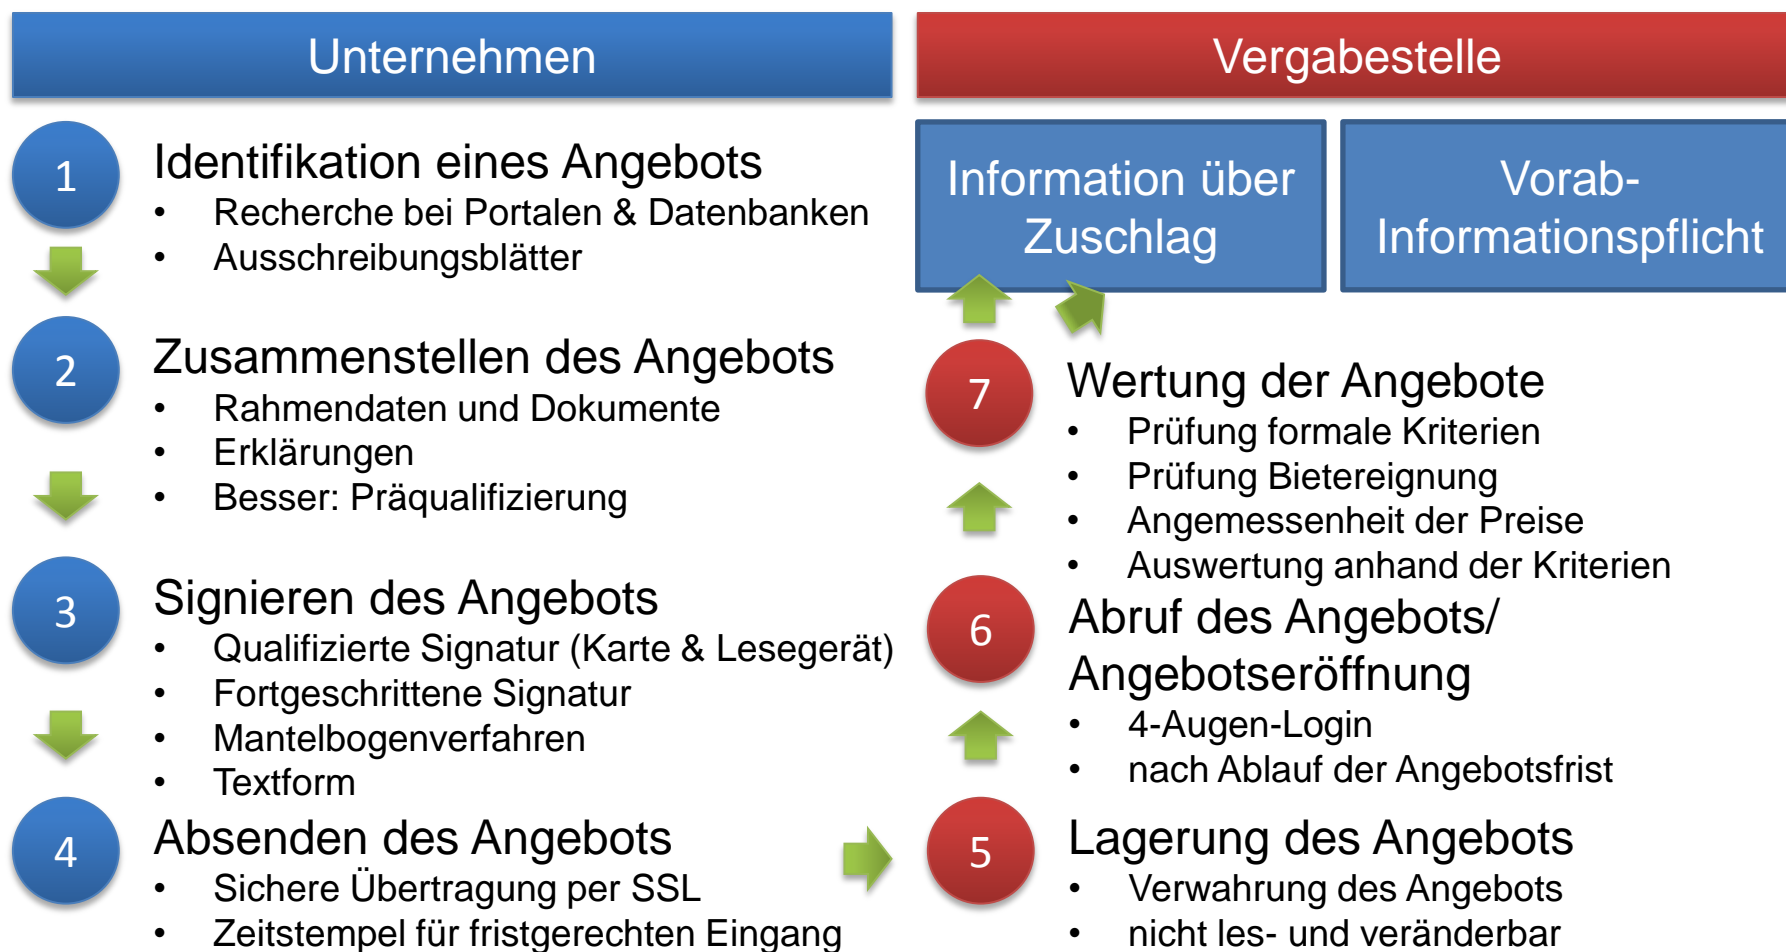 Unternehmen
1
Identifikation eines Angebots
• Recherche bei Portalen & Datenbanken
• Ausschreibungsblätter
2
Zusammenstellen des Angebots
• Rahmendaten und Dokumente
• Erklärungen
• Besser: Präqualifizierung
3
Signieren des Angebots
• Qualifizierte Signatur (Karte & Lesegerät)
• Fortgeschrittene Signatur
• Mantelbogenverfahren
• Textform
4
Absenden des Angebots
• Sichere Übertragung per SSL
• Zeitstempel für fristgerechten Eingang
Vergabestelle
Information über
Zuschlag
Vorab-
Informationspflicht
7
Wertung der Angebote
• Prüfung formale Kriterien
• Prüfung Bietereignung
• Angemessenheit der Preise
• Auswertung anhand der Kriterien
6
Abruf des Angebots/
Angebotseröffnung
• 4-Augen-Login
• nach Ablauf der Angebotsfrist
5
Lagerung des Angebots
• Verwahrung des Angebots
• nicht les- und veränderbar